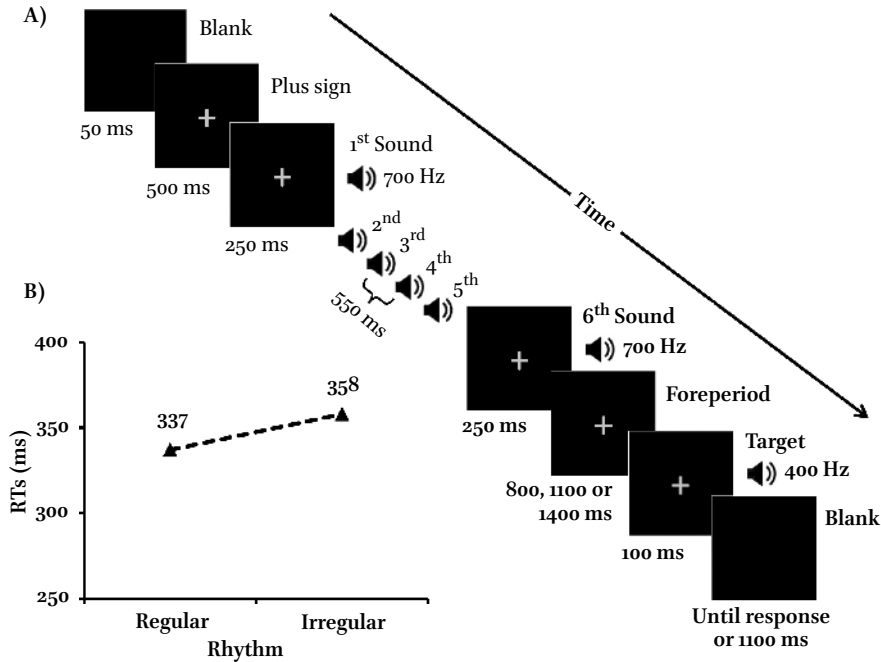 A)
Blank
50 ms
Plus sign
500 ms
1st Sound
700 Hz
250 ms
2nd
3rd
4th
5th
550 ms
Time
6th Sound
700 Hz
250 ms
Foreperiod
800, 1100 or
1400 ms
Target
400 Hz
100 ms
Blank
Until response
or 1100 ms
B)
400
350
300
250
RTs (ms)
337
358
Regular
Irregular
Rhythm